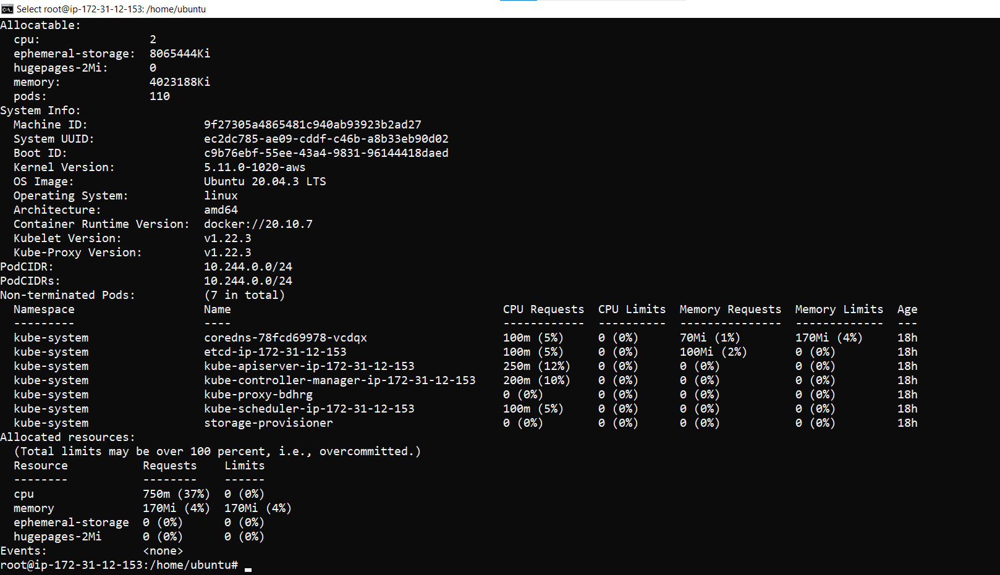 Select root@ip-172-31-12-153: /home/ubuntu
Allocatable:
  cpu:                2
  ephemeral-storage:  8065444Ki
  hugepages-2Mi:      0
  memory:             4023188Ki
  pods:               110
System Info:
  Machine ID:                 9f27305a4865481c940ab93923b2ad27
  System UUID:                ec2dc785-ae09-cddf-c46b-a8b33eb90d02
  Boot ID:                    c9b76ebf-55ee-43a4-9831-96144418daed
  Kernel Version:             5.11.0-1020-aws
  OS Image:                   Ubuntu 20.04.3 LTS
  Operating System:           linux
  Architecture:               amd64
  Container Runtime Version:  docker://20.10.7
  Kubelet Version:            v1.22.3
  Kube-Proxy Version:         v1.22.3
PodCIDR:                      10.244.0.0/24
PodCIDRs:                     10.244.0.0/24
Non-terminated Pods:          (7 in total)
  Namespace                   Name                                        CPU Requests  CPU Limits  Memory Requests  Memory Limits  Age
  ---------                   ----                                        ------------  ----------  ---------------  -------------  ---
  kube-system                 coredns-78fcd69978-vcdqx                    100m (5%)     0 (0%)      70Mi (1%)        170Mi (4%)     18h
  kube-system                 etcd-ip-172-31-12-153                       100m (5%)     0 (0%)      100Mi (2%)       0 (0%)         18h
  kube-system                 kube-apiserver-ip-172-31-12-153             250m (12%)    0 (0%)      0 (0%)           0 (0%)         18h
  kube-system                 kube-controller-manager-ip-172-31-12-153    200m (10%)    0 (0%)      0 (0%)           0 (0%)         18h
  kube-system                 kube-proxy-bdhrg                            0 (0%)        0 (0%)      0 (0%)           0 (0%)         18h
  kube-system                 kube-scheduler-ip-172-31-12-153             100m (5%)     0 (0%)      0 (0%)           0 (0%)         18h
  kube-system                 storage-provisioner                         0 (0%)        0 (0%)      0 (0%)           0 (0%)         18h
Allocated resources:
  (Total limits may be over 100 percent, i.e., overcommitted.)
  Resource           Requests    Limits
  --------           --------    ------
  cpu                750m (37%)  0 (0%)
  memory             170Mi (4%)  170Mi (4%)
  ephemeral-storage  0 (0%)      0 (0%)
  hugepages-2Mi      0 (0%)      0 (0%)
Events:              <none>
root@ip-172-31-12-153:/home/ubuntu#